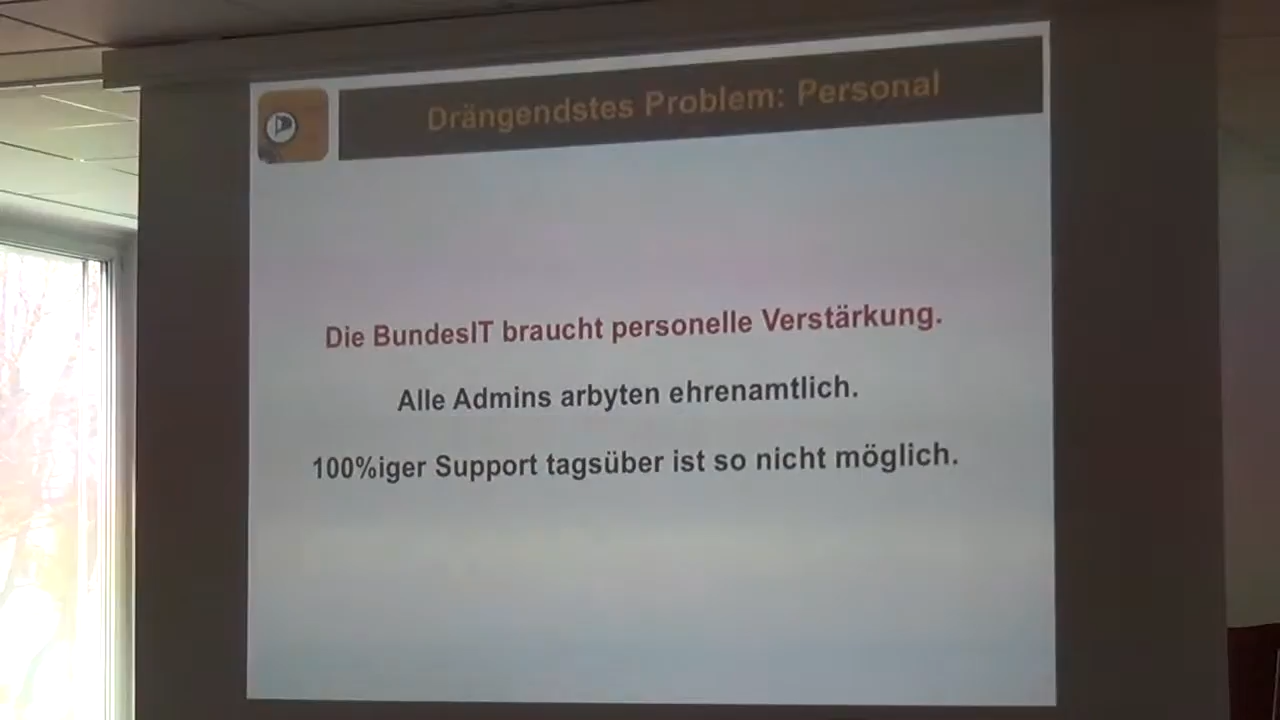 Drängendstes Problem: Personal
Die BundesIT braucht personelle Verstärkung.
Alle Admins arbyten ehrenamtlich.
100%iger Support tagsüber ist so nicht möglich.